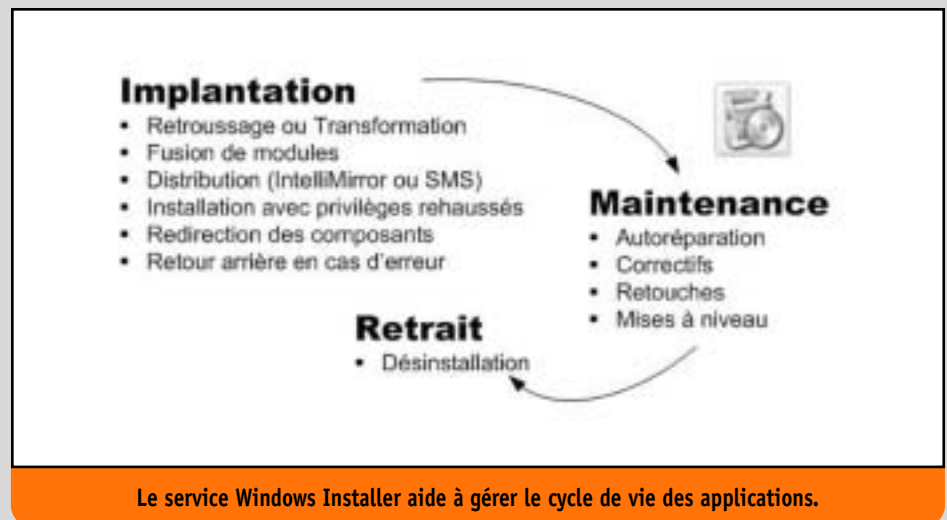 Implantation
▪ Retroussage ou Transformation
▪ Fusion de modules
▪ Distribution (IntelliMirror ou SMS)
▪ Installation avec privilèges rehaussés
▪ Redirection des composants
▪ Retour arrière en cas d'erreur
Maintenance
▪ Autoréparation
▪ Correctifs
▪ Retouches
▪ Mises à niveau
Retrait
▪ Désinstallation
Le service Windows Installer aide à gérer le cycle de vie des applications.